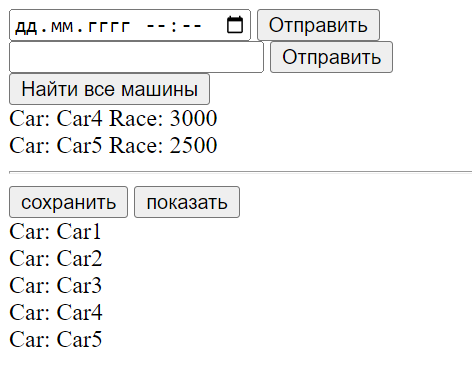 дд.мм.гггг --:-- Отправить
Отправить
Найти все машины
Car: Car4 Race: 3000
Car: Car5 Race: 2500
сохранить показать
Car: Car1
Car: Car2
Car: Car3
Car: Car4
Car: Car5